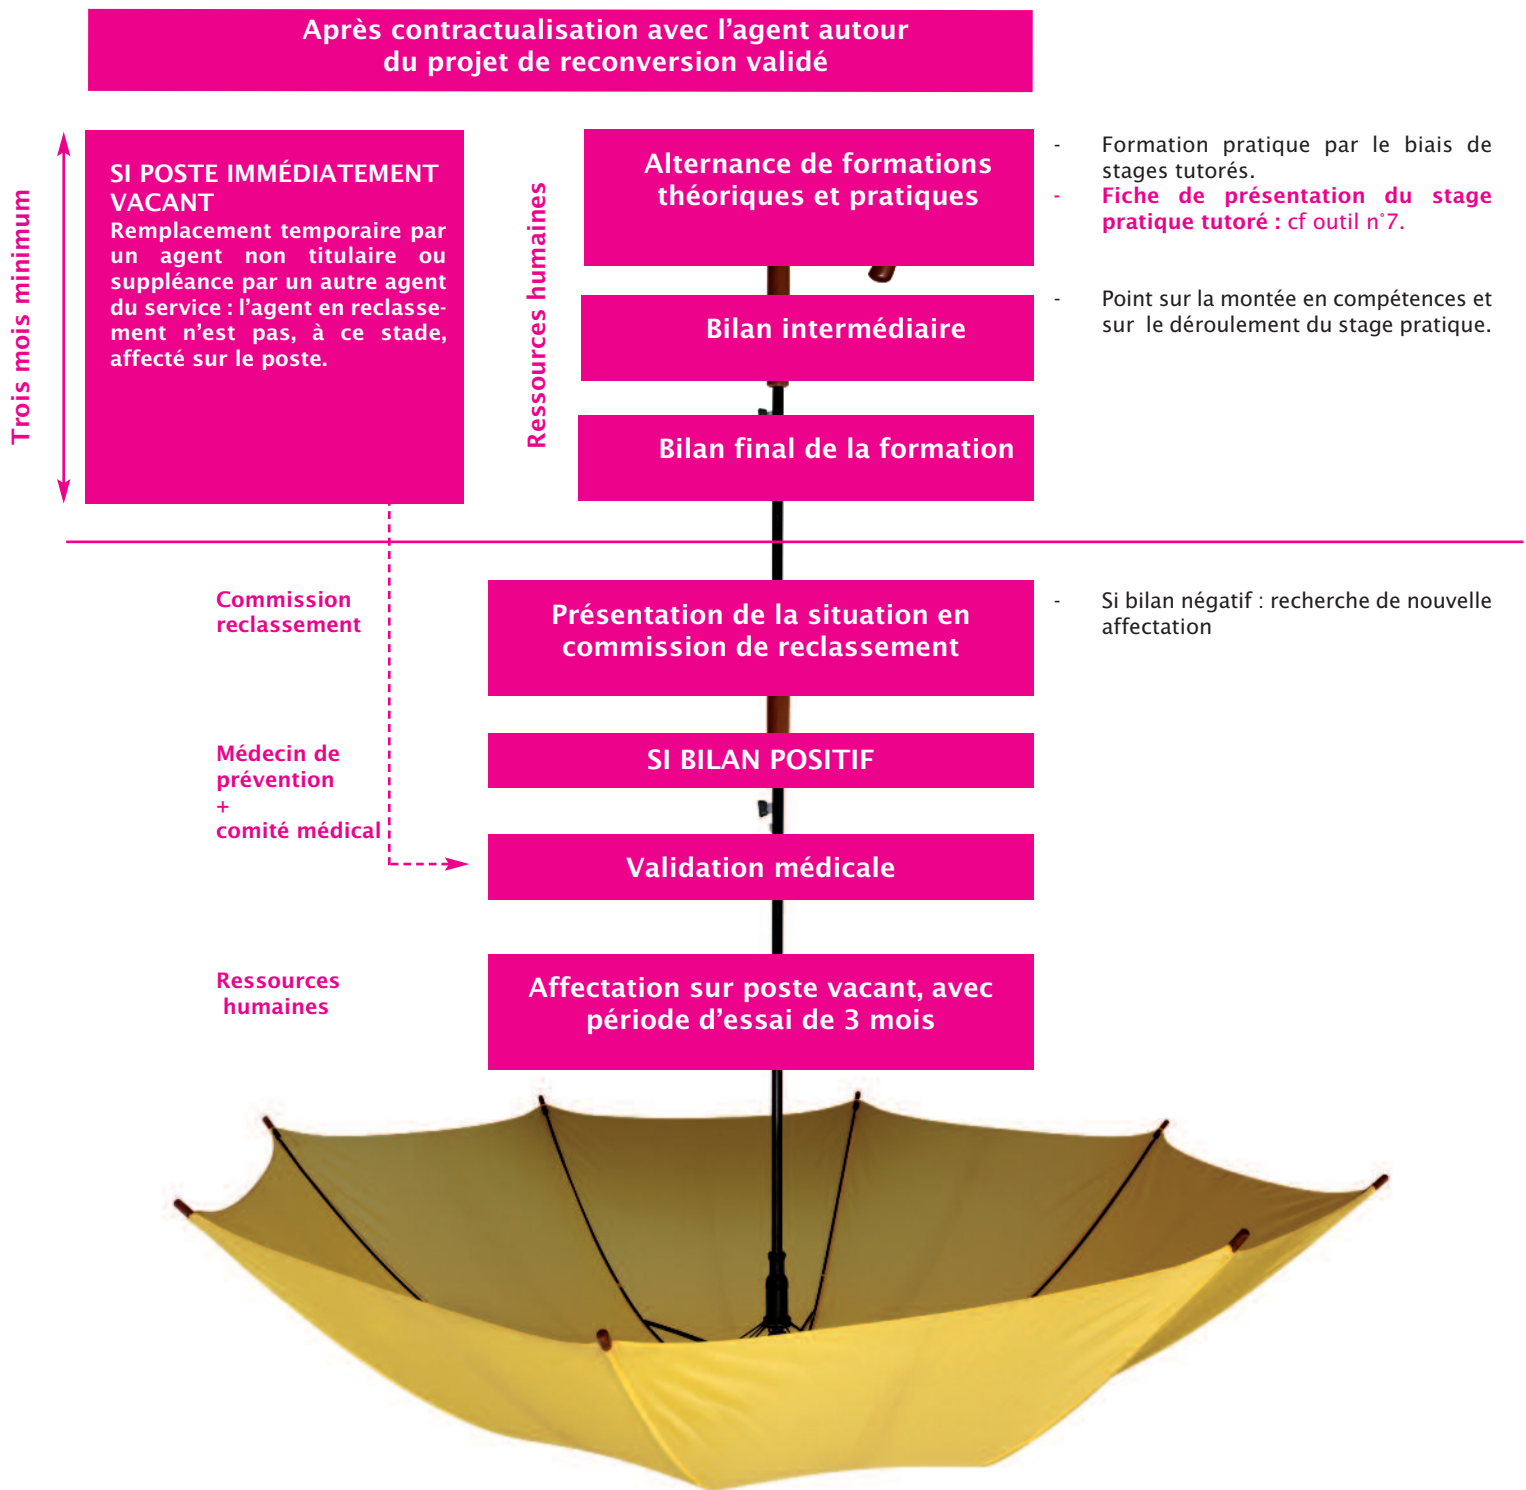 Après contractualisation avec l’agent autour
du projet de reconversion validé
Trois mois minimum
SI POSTE IMMÉDIATEMENT
VACANT
Remplacement temporaire par
un agent non titulaire ou
suppléance par un autre agent
du service : l’agent en reclasse-
ment n’est pas, à ce stade,
affecté sur le poste.
Ressources humaines
Alternance de formations
théoriques et pratiques
- Formation pratique par le biais de
stages tutorés.
- Fiche de présentation du stage
pratique tutoré : cf outil n°7.
Bilan intermédiaire
- Point sur la montée en compétences et
sur le déroulement du stage pratique.
Bilan final de la formation
Commission
reclassement
Présentation de la situation en
commission de reclassement
- Si bilan négatif : recherche de nouvelle
affectation
Médecin de
prévention
+
comité médical
SI BILAN POSITIF
Validation médicale
Ressources
humaines
Affectation sur poste vacant, avec
période d’essai de 3 mois